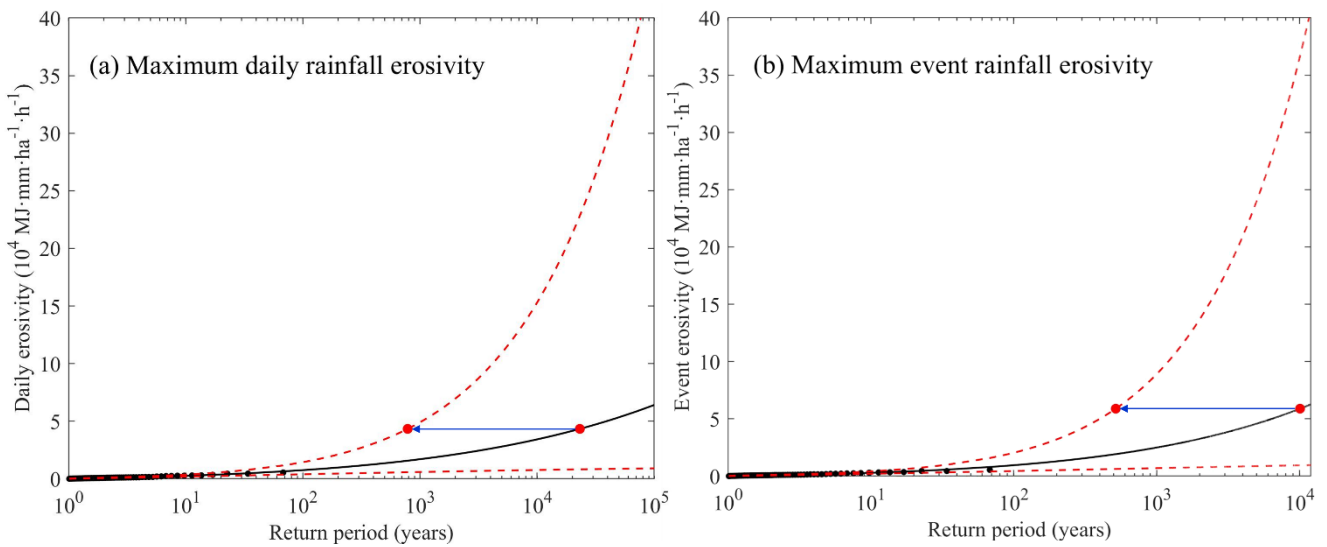 (a) Maximum daily rainfall erosivity
Daily erosivity (10⁴ MJ·mm·ha⁻¹·h⁻¹)
40
35
30
25
20
15
10
5
0
10⁰ 10¹ 10² 10³ 10⁴ 10⁵
Return period (years)
(b) Maximum event rainfall erosivity
Event erosivity (10⁴ MJ·mm·ha⁻¹·h⁻¹)
40
35
30
25
20
15
10
5
0
10⁰ 10¹ 10² 10³ 10⁴
Return period (years)